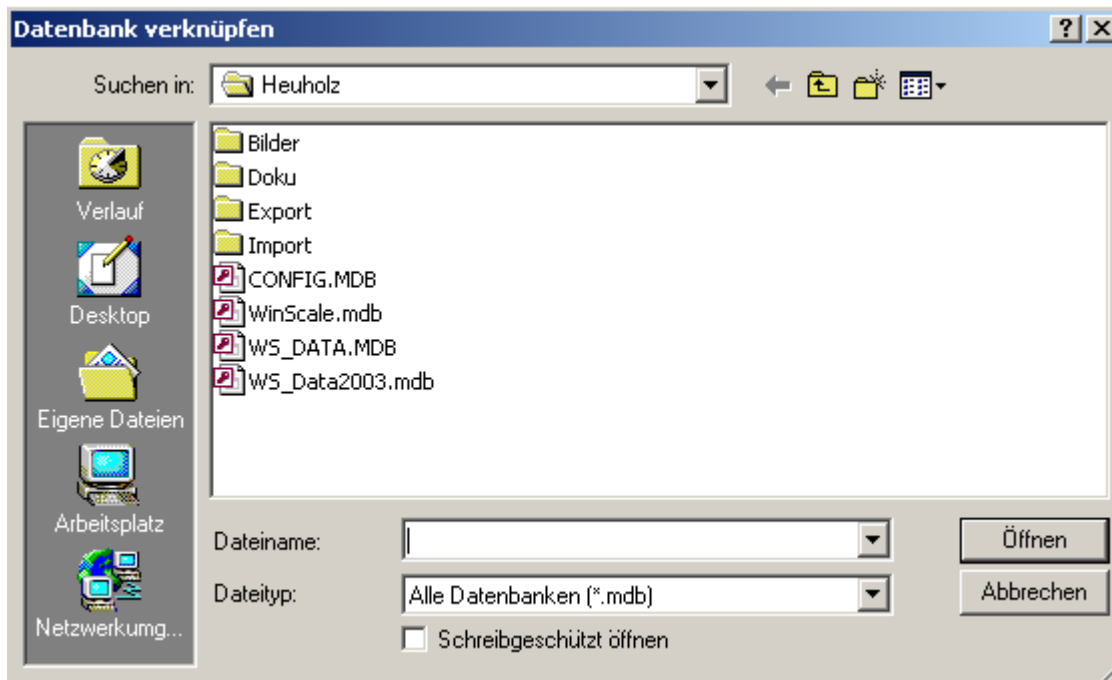 Datenbank verknüpfen
Suchen in: Heuholz
Verlauf
Desktop
Eigene Dateien
Arbeitsplatz
Netzwerkumg...
Bilder
Doku
Export
Import
CONFIG.MDB
WinScale.mdb
WS_DATA.MDB
WS_Data2003.mdb
Dateiname:
Öffnen
Dateityp: Alle Datenbanken (*.mdb)
Abbrechen
Schreibgeschützt öffnen